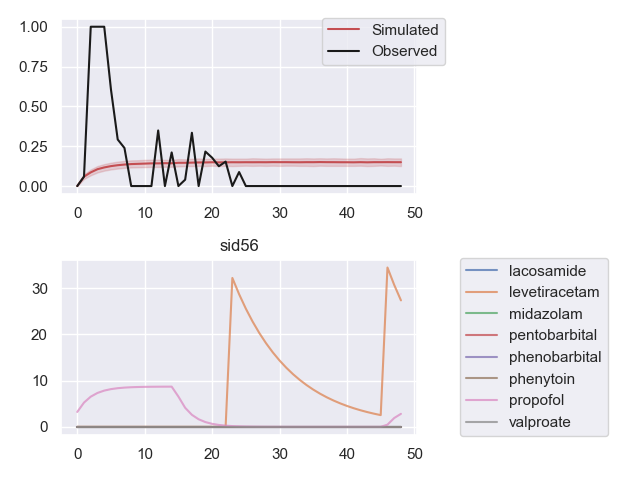 1.00
0.75
0.50
0.25
0.00
0 10 20 30 40 50
Simulated
Observed
sid56
30
20
10
0
0 10 20 30 40 50
lacosamide
levetiracetam
midazolam
pentobarbital
phenobarbital
phenytoin
propofol
valproate